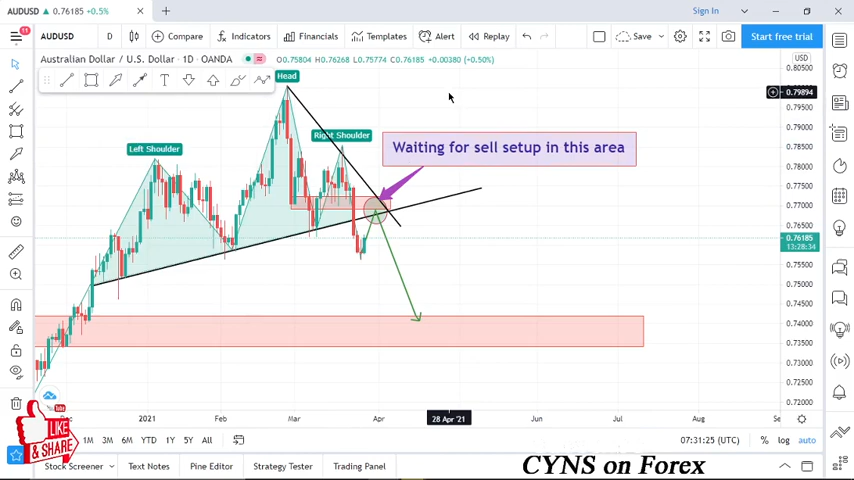 AUDUSD ▲ 0.76185 +0.5%
Sign In
11
AUDUSD D Compare Indicators Financials Templates Alert Replay Save Start free trial
Australian Dollar / U.S. Dollar · 1D · OANDA O0.75804 H0.76268 L0.75774 C0.76185 +0.00380 (+0.50%)
USD
0.80500
0.79894
0.79500
0.79000
0.78500
0.78000
0.77500
0.77000
0.76500
0.76185
13:28:34
0.75500
0.75000
0.74500
0.74000
0.73500
0.73000
0.72500
0.72000
Head
Right Shoulder
Left Shoulder
Waiting for sell setup in this area
2021 Feb Mar Apr 28 Apr '21 Jun Jul Aug
LIKE
& SHARE
1M 3M 6M YTD 1Y 5Y All
07:31:25 (UTC) % log auto
Stock Screener Text Notes Pine Editor Strategy Tester Trading Panel
CYNS on Forex